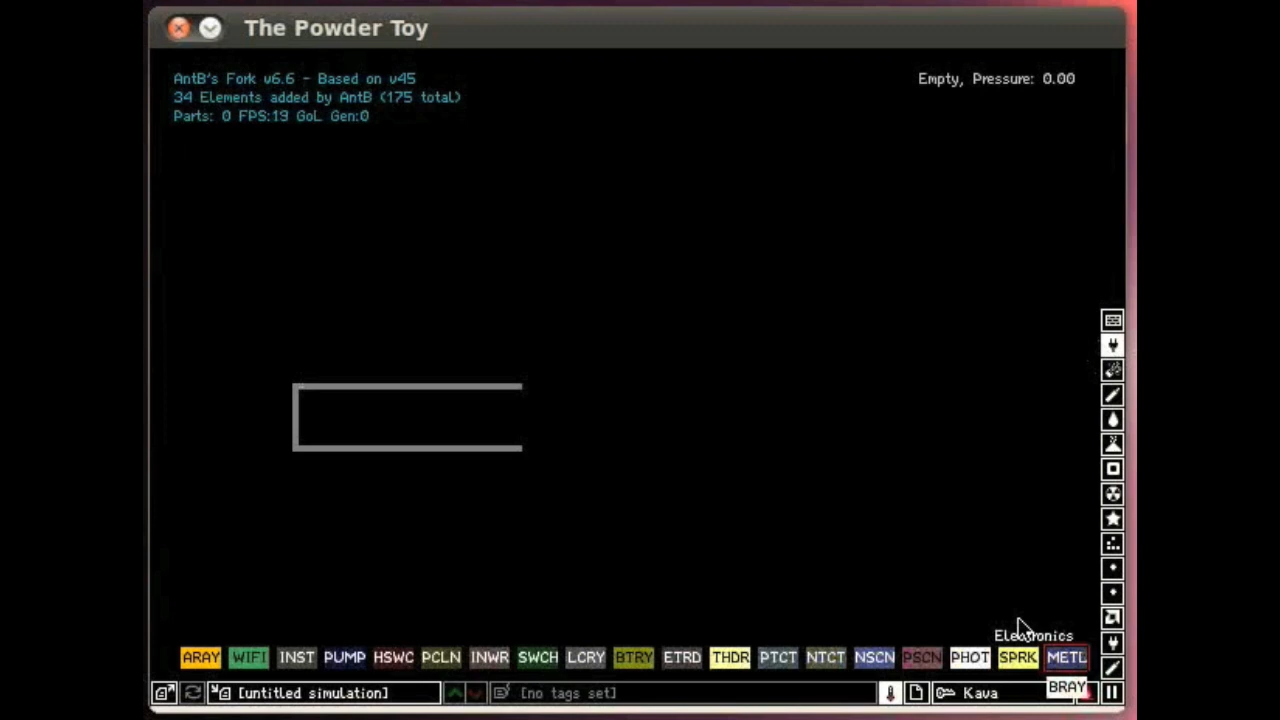 The Powder Toy
AntB's Fork v6.6 - Based on v45
34 Elements added by AntB (175 total)
Parts: 0 FPS:19 GoL Gen:0
Empty, Pressure: 0.00
Electronics
ARAY WIFI INST PUMP HSWC PCLN INWR SWCH LCRY BTRY ETRD THDR PTCT NTCT NSCN PSCN PHOT SPRK METL
BRAY
[untitled simulation] [no tags set] Kava